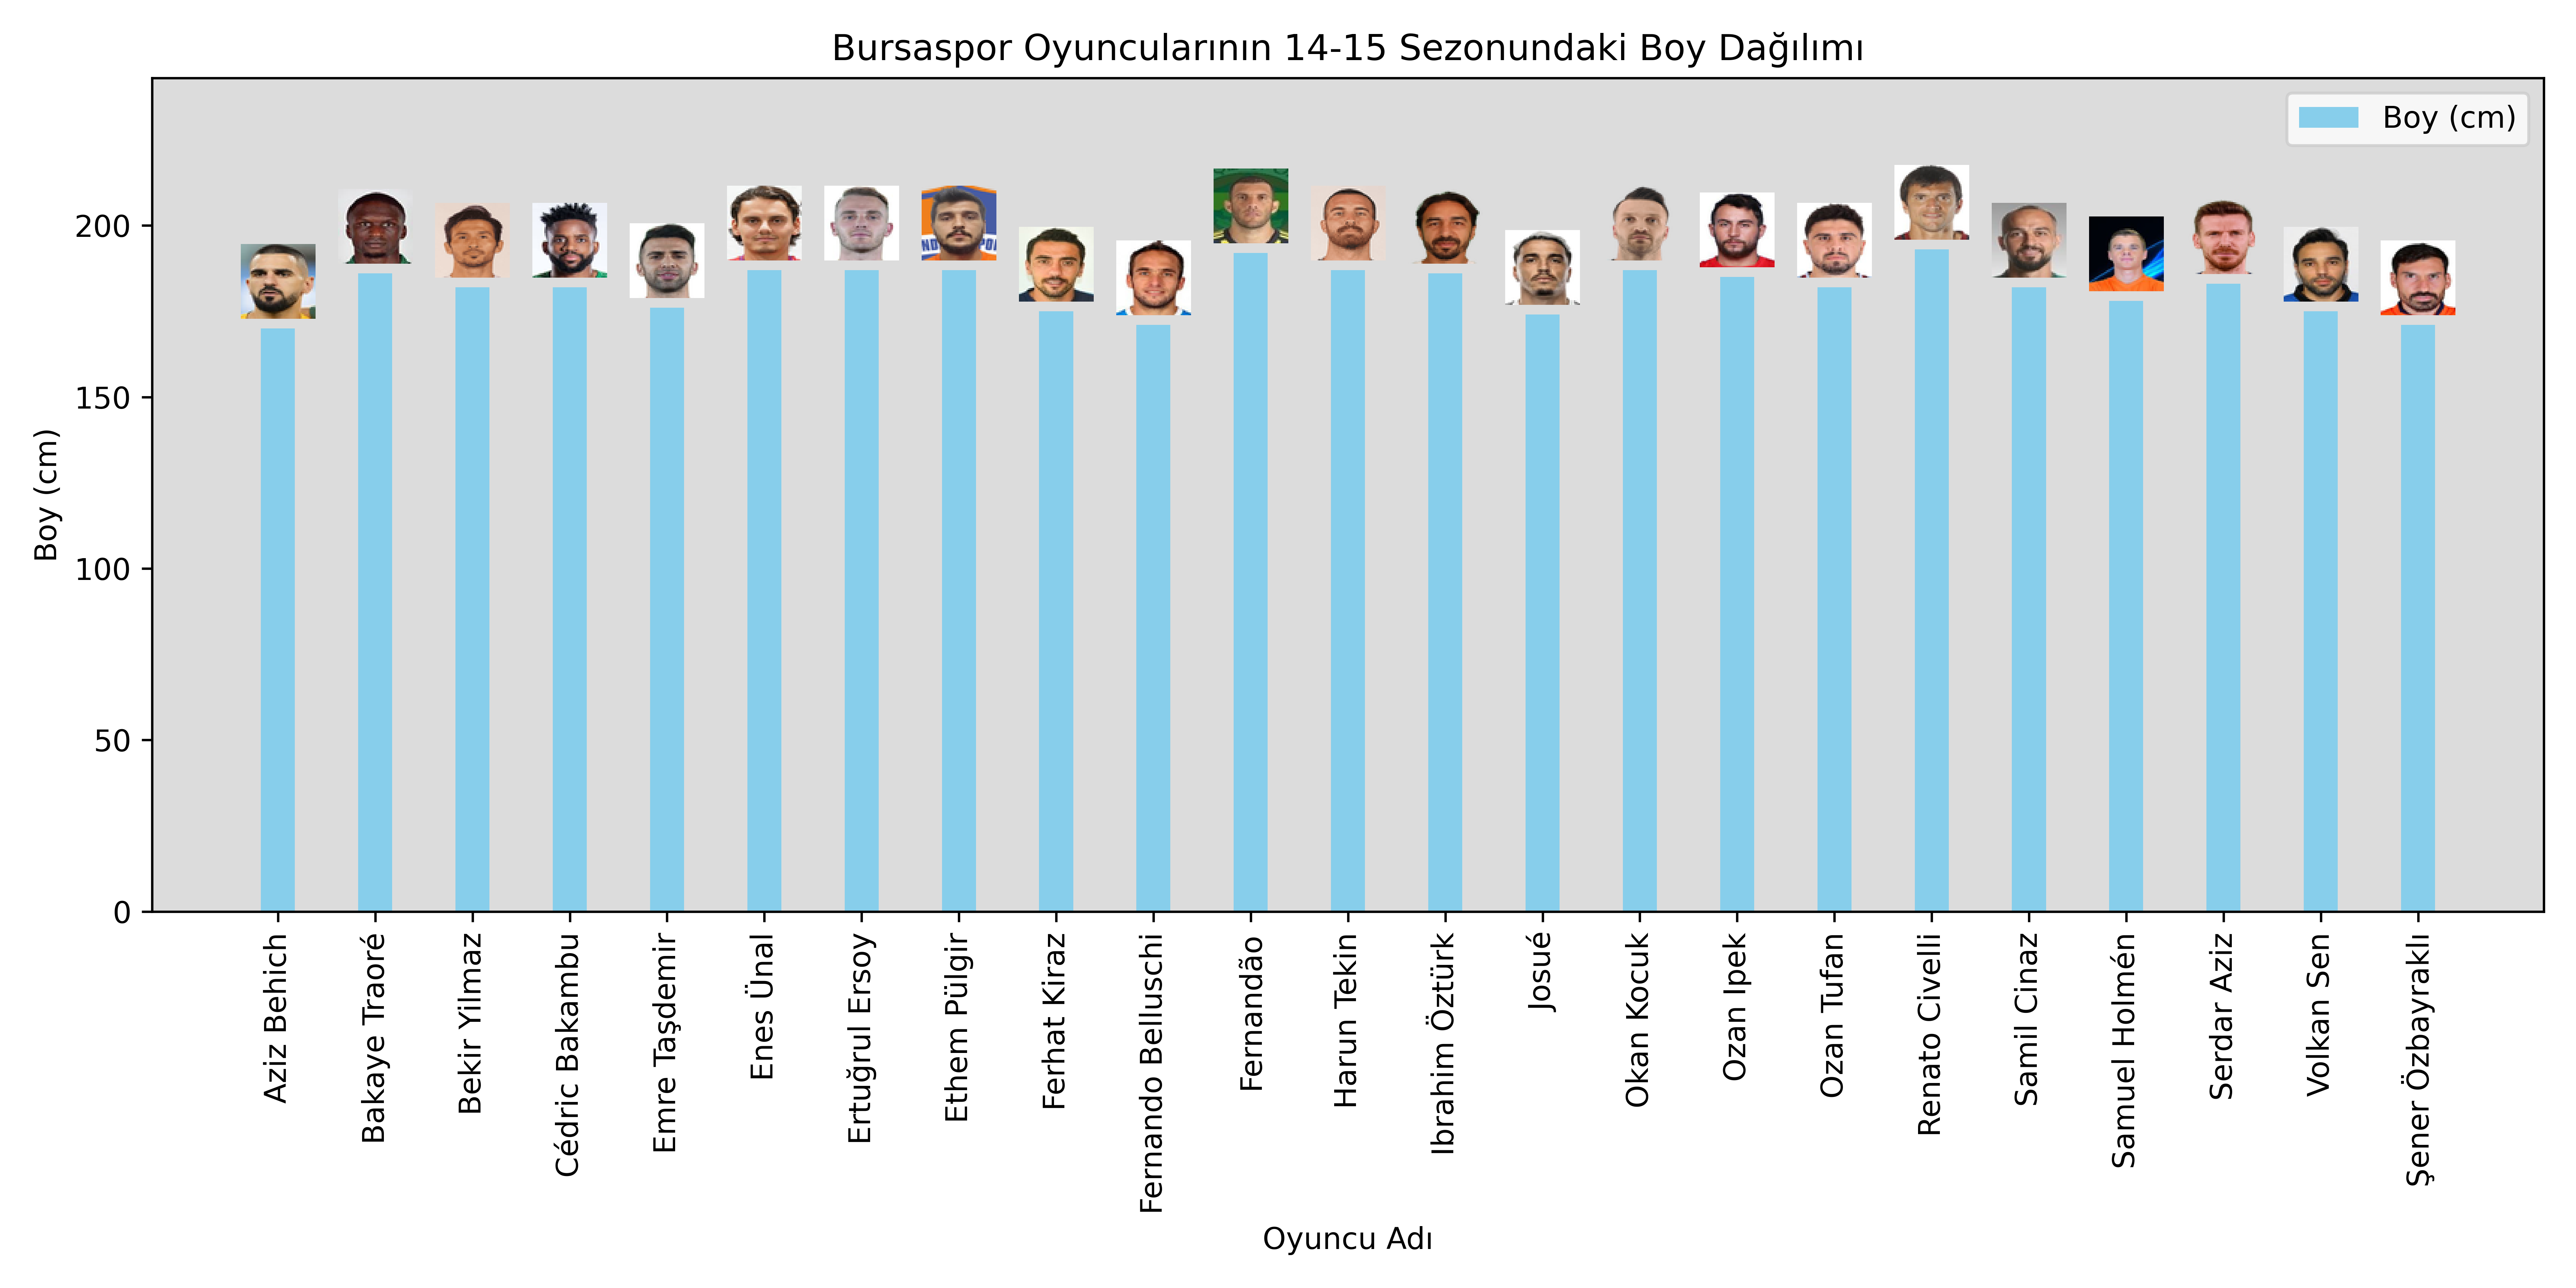 Bursaspor Oyuncularının 14-15 Sezonundaki Boy Dağılımı
Boy (cm)
Boy (cm)
200
150
100
50
0
Aziz Behich
Bakaye Traoré
Bekir Yilmaz
Cédric Bakambu
Emre Taşdemir
Enes Ünal
Ertuğrul Ersoy
Ethem Pülgir
Ferhat Kiraz
Fernando Belluschi
Fernandão
Harun Tekin
Ibrahim Öztürk
Josué
Okan Kocuk
Ozan Ipek
Ozan Tufan
Renato Civelli
Samil Cinaz
Samuel Holmén
Serdar Aziz
Volkan Sen
Şener Özbayraklı
Oyuncu Adı